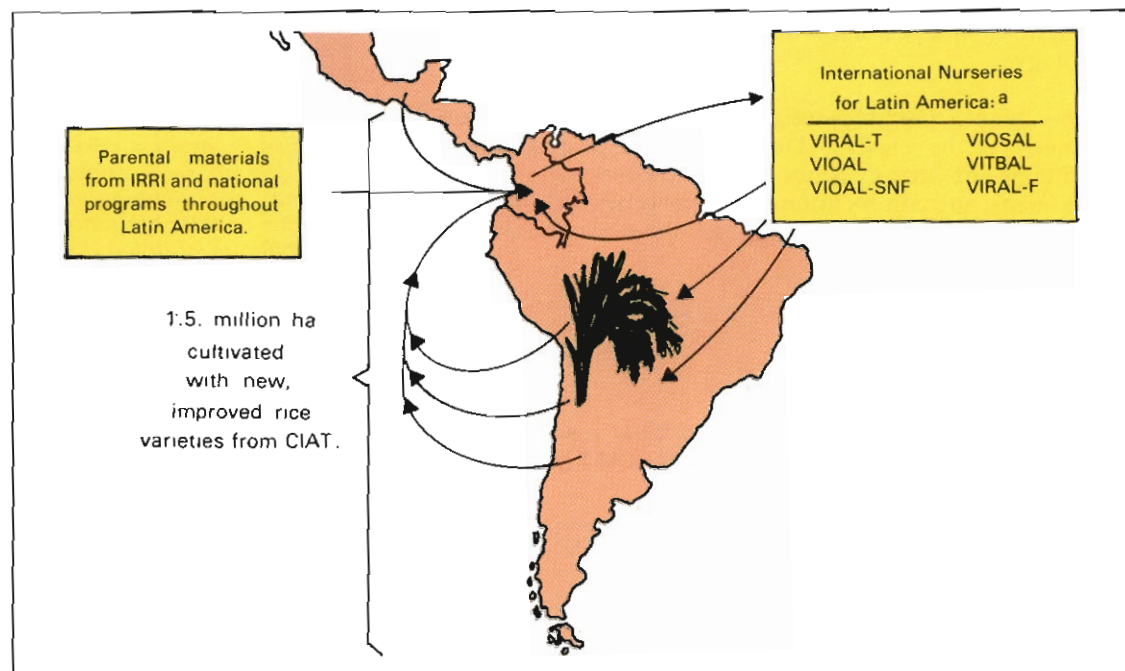 Parental materials
from IRRI and national
programs throughout
Latin America.
1.5. million ha
cultivated
with new,
improved rice
varieties from CIAT.
International Nurseries
for Latin America: a
VIRAL-T VIOSAL
VIOAL VITBAL
VIOAL-SNF VIRAL-F